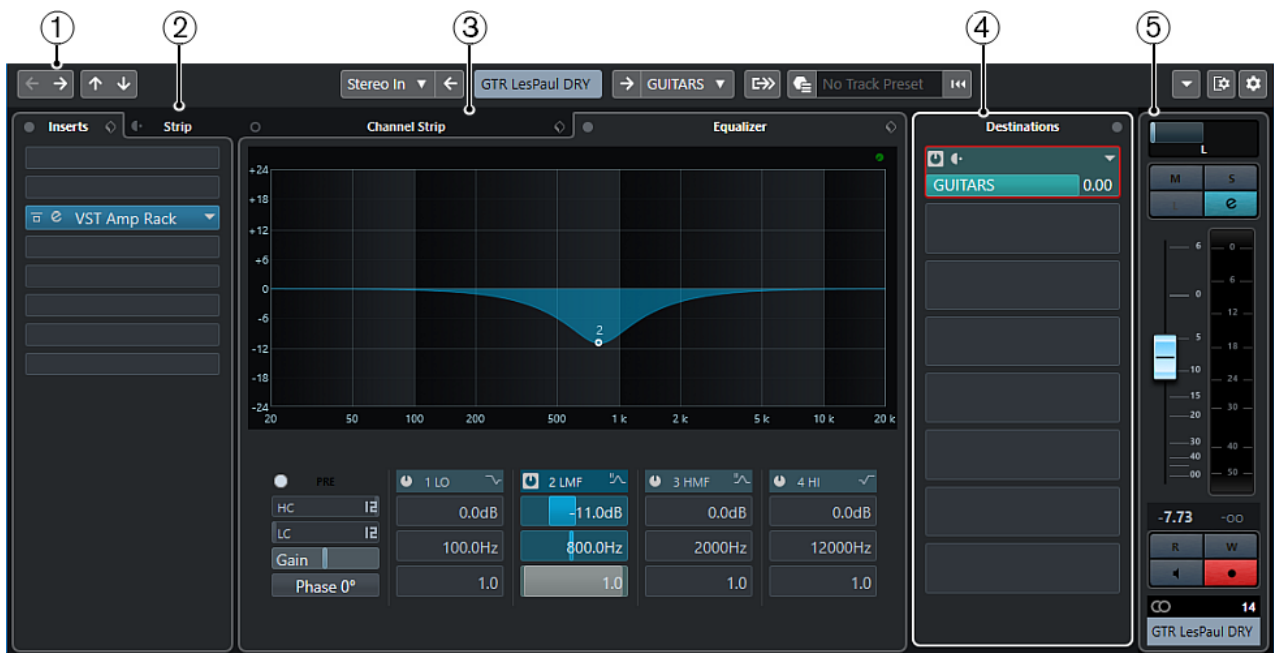 1 2 3 4 5
Stereo In GTR LesPaul DRY GUITARS No Track Preset
Inserts Strip Channel Strip Equalizer Destinations
L
VST Amp Rack
GUITARS 0.00
M S
L e
+24
+18
+12
+6
0
-6
-12
-18
-24
2
20 50 100 200 500 1 k 2 k 5 k 10 k 20 k
6
0
5
10
15
20
30
40
00
0
6
12
18
24
30
40
50
PRE 1 LO 2 LMF 3 HMF 4 HI
HC 12 0.0dB -11.0dB 0.0dB 0.0dB
LC 12 100.0Hz 800.0Hz 2000Hz 12000Hz
Gain
Phase 0° 1.0 1.0 1.0 1.0
-7.73 -oo
R W
14
GTR LesPaul DRY